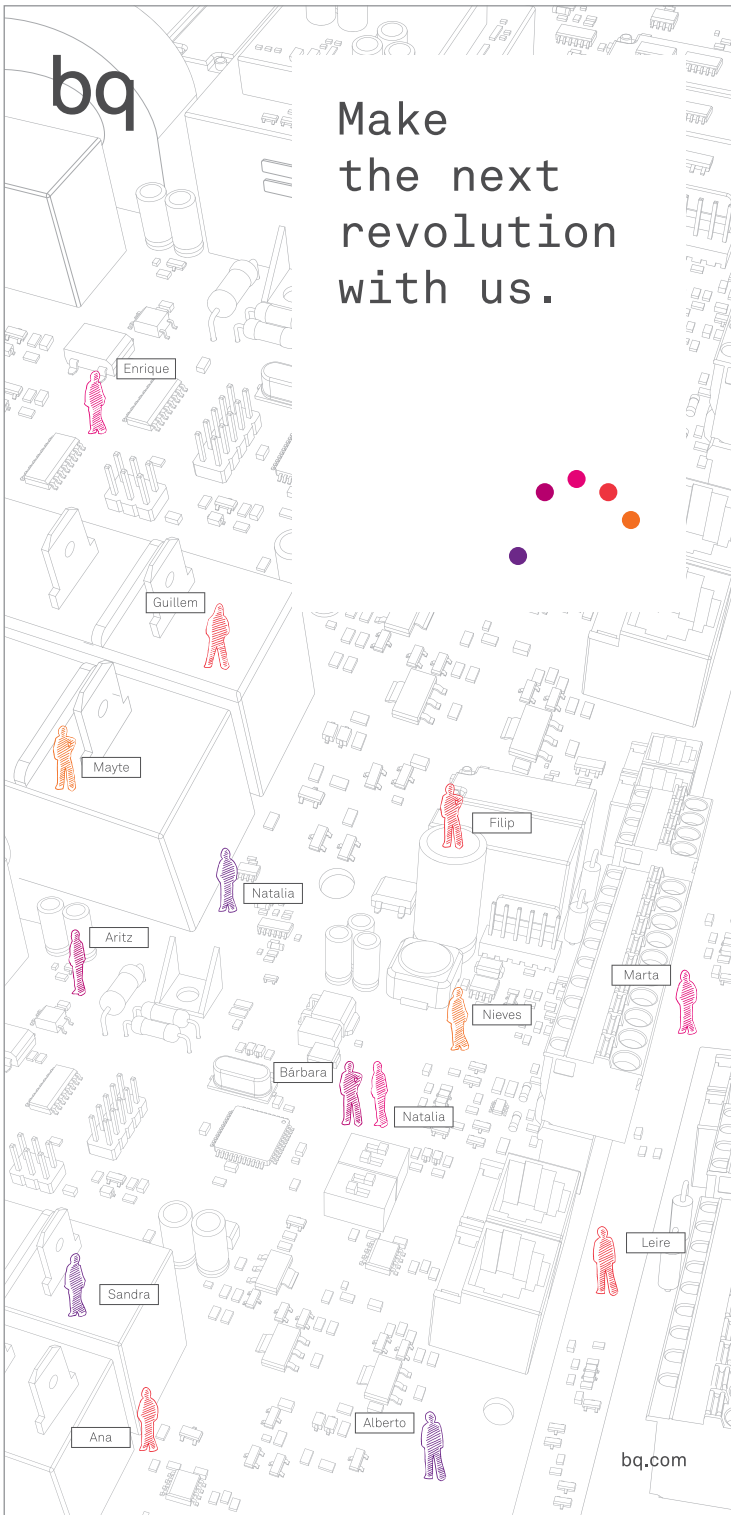 bq
Make
the next
revolution
with us.
Enrique
Guillem
Mayte
Filip
Natalia
Aritz
Marta
Nieves
Bárbara
Natalia
Leire
Sandra
Alberto
Ana
bq.com